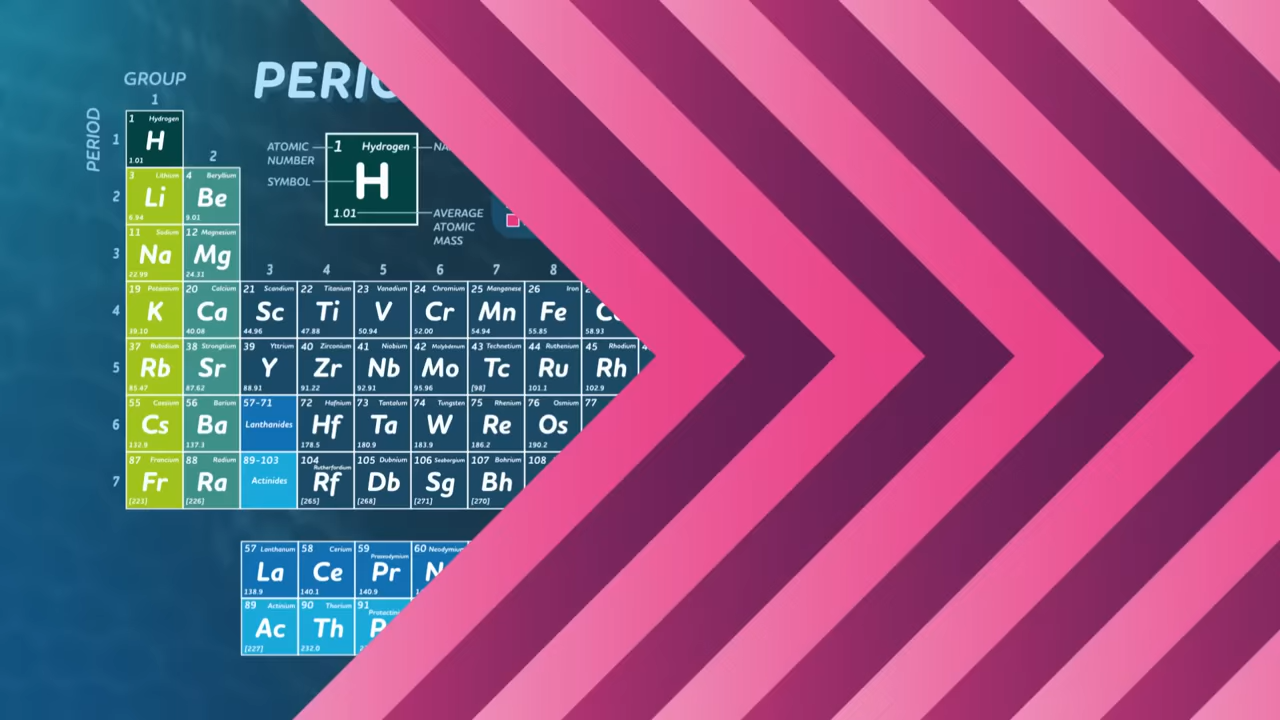 GROUP
PERIOD
1
PERIO
1
1 Hydrogen
H
1.01
ATOMIC NUMBER
SYMBOL
1 Hydrogen
H
1.01
AVERAGE
ATOMIC
MASS
2
2
3 Lithium 4 Beryllium
Li Be
6.94 9.01
3
11 Sodium 12 Magnesium
Na Mg
22.99 24.31
3 4 5 6 7 8
4
19 Potassium 20 Calcium 21 Scandium 22 Titanium 23 Vanadium 24 Chromium 25 Manganese 26 Iron
K Ca Sc Ti V Cr Mn Fe
39.10 40.08 44.96 47.88 50.94 52.00 54.94 55.85 58.93
5
37 Rubidium 38 Strongtium 39 Yttrium 40 Zirconium 41 Niobium 42 Molybdenum 43 Technetium 44 Ruthenium 45 Rhodium
Rb Sr Y Zr Nb Mo Tc Ru Rh
85.47 87.62 88.91 91.22 92.91 95.96 [98] 101.1 102.9
6
55 Caesium 56 Barium 57-71 72 Hafnium 73 Tantalum 74 Tungsten 75 Rhenium 76 Osmium 77
Cs Ba Lanthanides Hf Ta W Re Os
132.9 137.3 178.5 180.9 183.9 186.2 190.2
7
87 Francium 88 Radium 89-103 104 Rutherfordium 105 Dubnium 106 Seaborgium 107 Bohrium 108
Fr Ra Actinides Rf Db Sg Bh
[223] [226] [265] [268] [271] [270]
57 Lanthanum 58 Cerium 59 Praseodymium 60 Neodymium
La Ce Pr
138.9 140.1 140.9
89 Actinium 90 Thorium 91
Ac Th
[227] 232.0